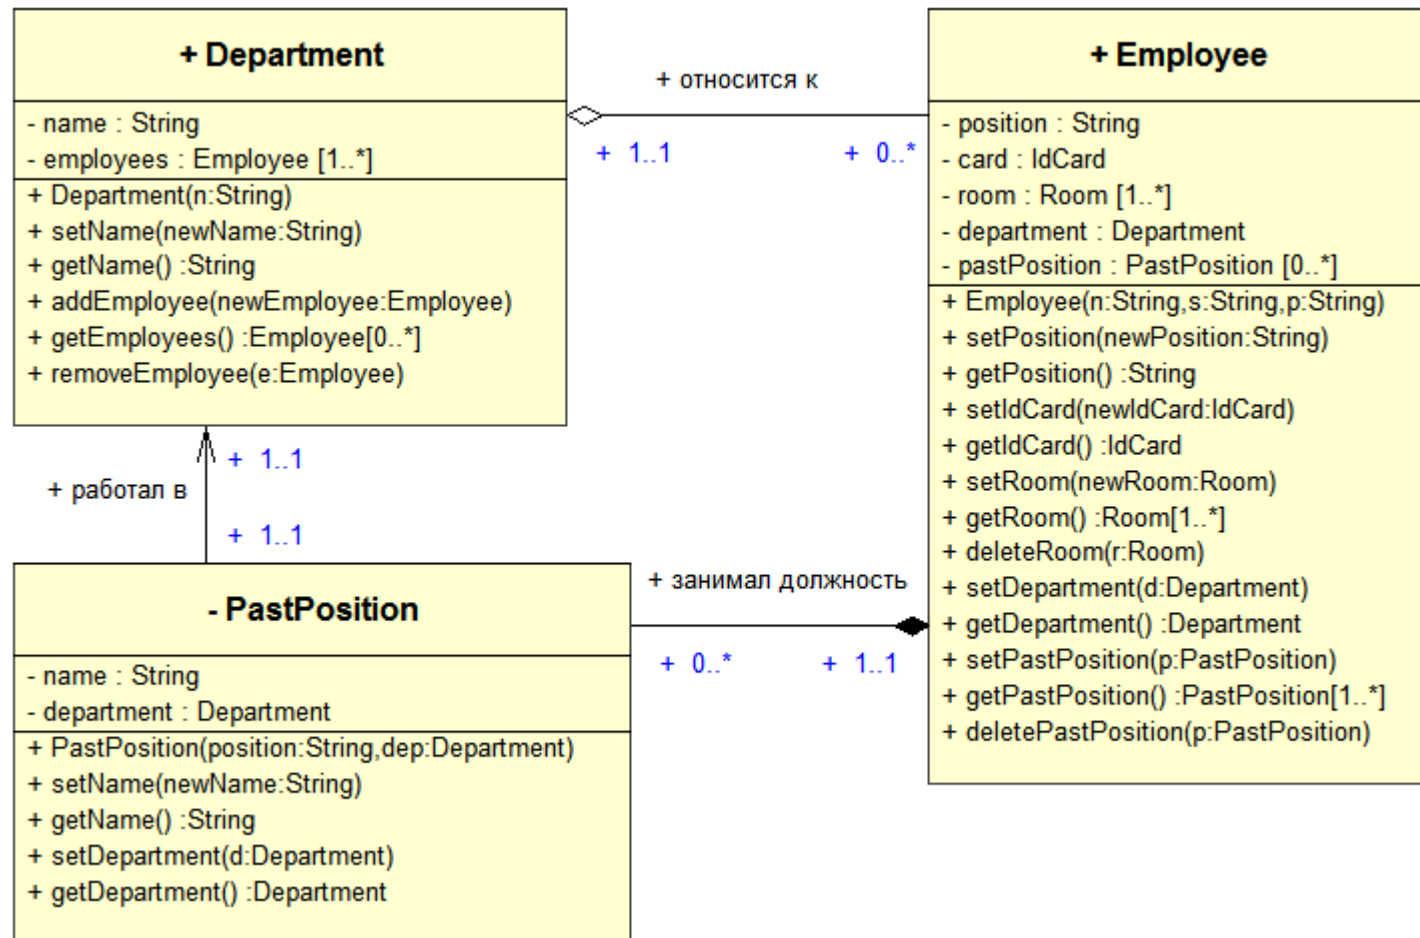 + Department
- name : String
- employees : Employee [1..*]
+ Department(n:String)
+ setName(newName:String)
+ getName() :String
+ addEmployee(newEmployee:Employee)
+ getEmployees() :Employee[0..*]
+ removeEmployee(e:Employee)
+ относится к
+ 1..1
+ 0..*
+ Employee
- position : String
- card : IdCard
- room : Room [1..*]
- department : Department
- pastPosition : PastPosition [0..*]
+ Employee(n:String,s:String,p:String)
+ setPosition(newPosition:String)
+ getPosition() :String
+ setIdCard(newIdCard:IdCard)
+ getIdCard() :IdCard
+ setRoom(newRoom:Room)
+ getRoom() :Room[1..*]
+ deleteRoom(r:Room)
+ setDepartment(d:Department)
+ getDepartment() :Department
+ setPastPosition(p:PastPosition)
+ getPastPosition() :PastPosition[1..*]
+ deletePastPosition(p:PastPosition)
+ 1..1
+ работал в
+ 1..1
+ занимал должность
+ 0..*
+ 1..1
- PastPosition
- name : String
- department : Department
+ PastPosition(position:String,dep:Department)
+ setName(newName:String)
+ getName() :String
+ setDepartment(d:Department)
+ getDepartment() :Department